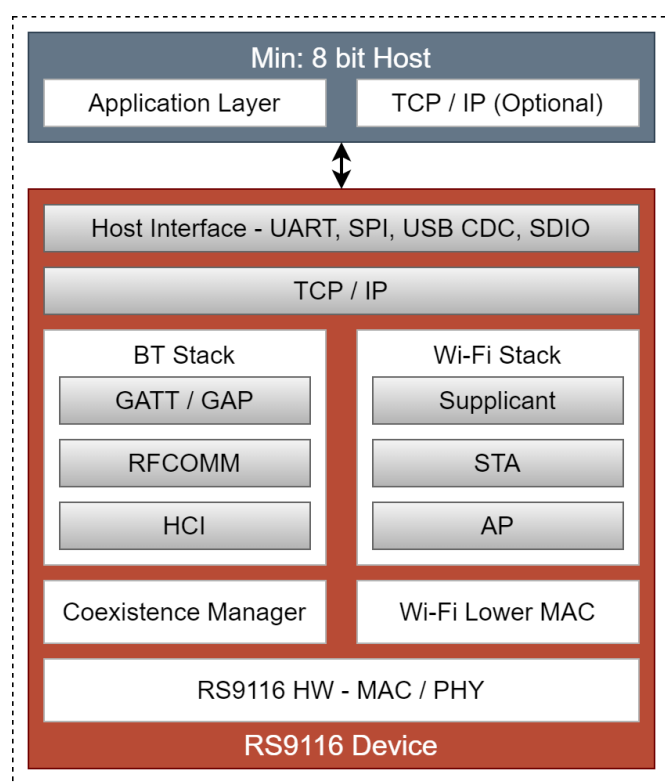 Min: 8 bit Host
Application Layer
TCP / IP (Optional)
Host Interface - UART, SPI, USB CDC, SDIO
TCP / IP
BT Stack
GATT / GAP
RFCOMM
HCI
Wi-Fi Stack
Supplicant
STA
AP
Coexistence Manager
Wi-Fi Lower MAC
RS9116 HW - MAC / PHY
RS9116 Device